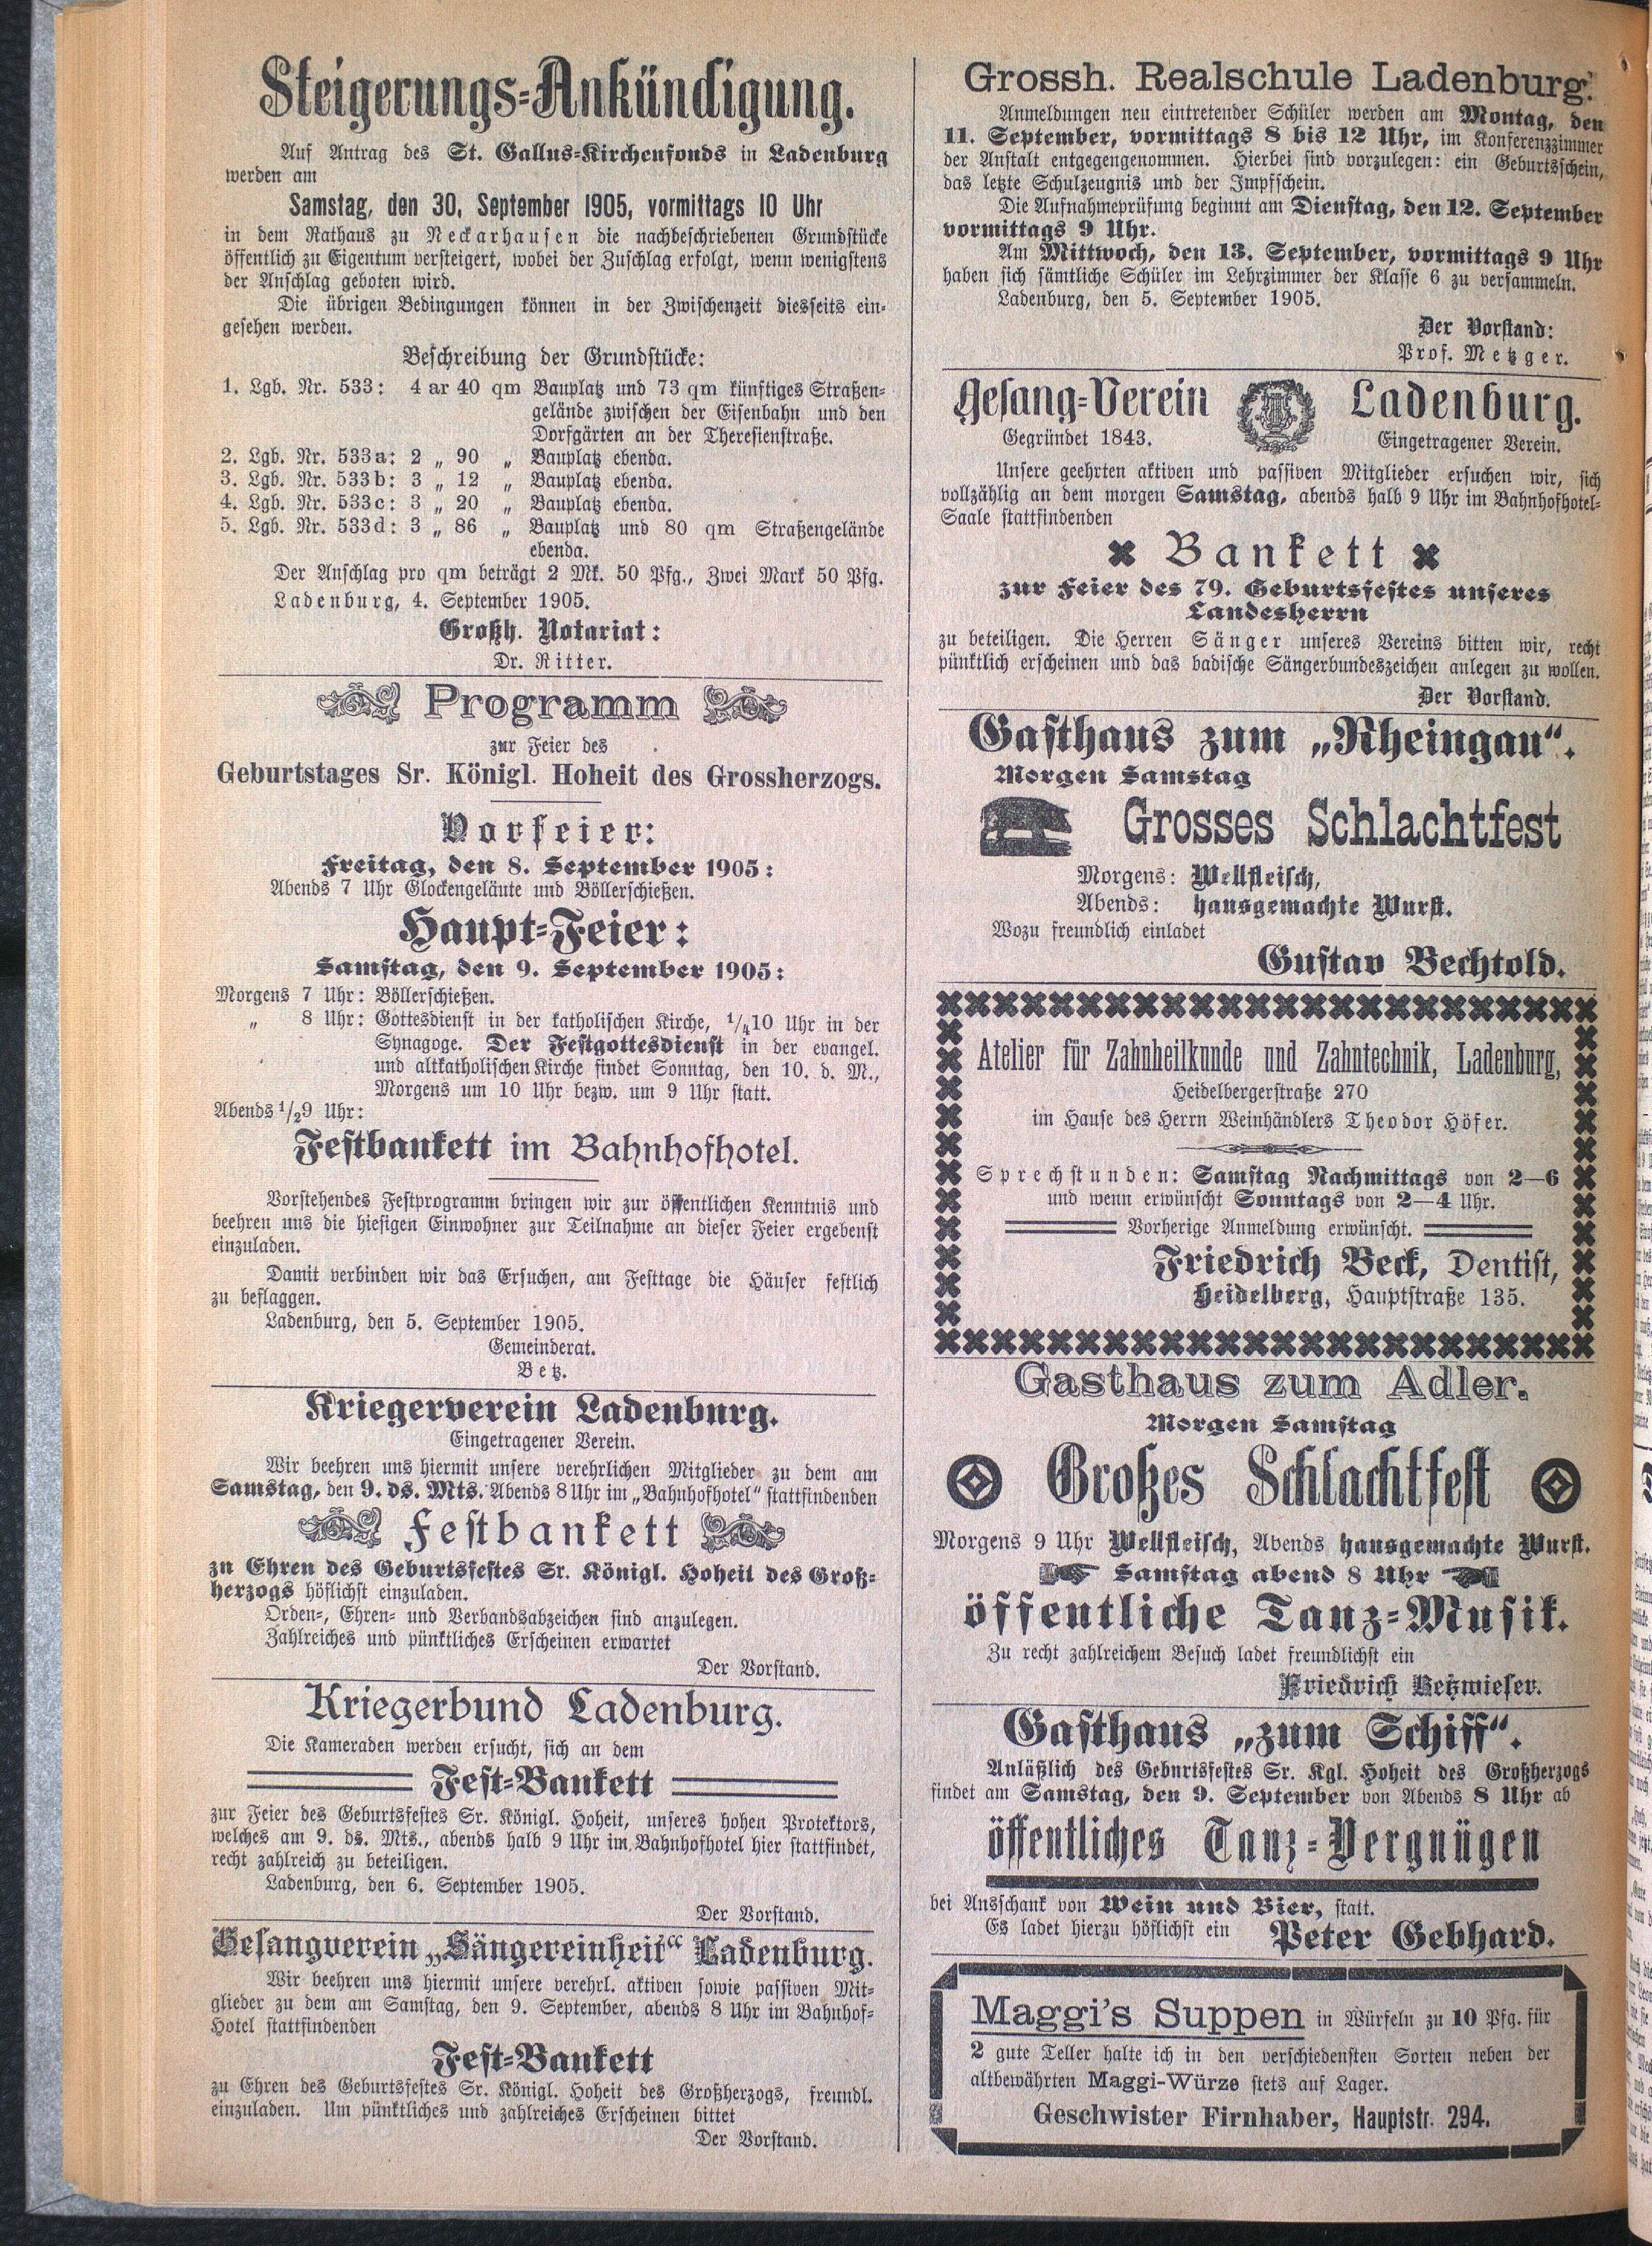 Steigerungs-Ankündigung.
Auf Antrag des St. Gallus-Kirchenfonds in Ladenburg
werden am
Samstag, den 30. September 1905, vormittags 10 Uhr
in dem Rathaus zu Neckarhausen die nachbeschriebenen Grundstücke
öffentlich zu Eigentum versteigert, wobei der Zuschlag erfolgt, wenn wenigstens
der Anschlag geboten wird.
Die übrigen Bedingungen können in der Zwischenzeit diesseits ein-
gesehen werden.
Beschreibung der Grundstücke:
1. Lgb. Nr. 533: 4 ar 40 qm Bauplatz und 73 qm künftiges Straßen-
gelände zwischen der Eisenbahn und den
Dorfgärten an der Theresienstraße.
2. Lgb. Nr. 533a: 2 „ 90 „ Bauplatz ebenda.
3. Lgb. Nr. 533b: 3 „ 12 „ Bauplatz ebenda.
4. Lgb. Nr. 533c: 3 „ 20 „ Bauplatz ebenda.
5. Lgb. Nr. 533d: 3 „ 86 „ Bauplatz und 80 qm Straßengelände
ebenda.
Der Anschlag pro qm beträgt 2 Mk. 50 Pfg., Zwei Mark 50 Pfg.
Ladenburg, 4. September 1905.
Großh. Notariat:
Dr. Ritter.
Programm
zur Feier des
Geburtstages Sr. Königl. Hoheit des Grossherzogs.
Vorfeier:
Freitag, den 8. September 1905:
Abends 7 Uhr Glockengeläute und Böllerschießen.
Haupt-Feier:
Samstag, den 9. September 1905:
Morgens 7 Uhr: Böllerschießen.
„ 8 Uhr: Gottesdienst in der katholischen Kirche, 1/4 10 Uhr in der
Synagoge. Der Festgottesdienst in der evangel.
und altkatholischen Kirche findet Sonntag, den 10. d. M.,
Morgens um 10 Uhr bezw. um 9 Uhr statt.
Abends 1/2 9 Uhr:
Festbankett im Bahnhofhotel.
Vorstehendes Festprogramm bringen wir zur öffentlichen Kenntnis und
beehren uns die hiesigen Einwohner zur Teilnahme an dieser Feier ergebenst
einzuladen.
Damit verbinden wir das Ersuchen, am Festtage die Häuser festlich
zu beflaggen.
Ladenburg, den 5. September 1905.
Gemeinderat.
Betz.
Kriegerverein Ladenburg.
Eingetragener Verein.
Wir beehren uns hiermit unsere verehrlichen Mitglieder zu dem am
Samstag, den 9. ds. Mts. Abends 8 Uhr im „Bahnhofhotel“ stattfindenden
Festbankett
zu Ehren des Geburtsfestes Sr. Königl. Hoheit des Groß-
herzogs höflichst einzuladen.
Orden-, Ehren- und Verbandsabzeichen sind anzulegen.
Zahlreiches und pünktliches Erscheinen erwartet
Der Vorstand.
Kriegerbund Ladenburg.
Die Kameraden werden ersucht, sich an dem
Fest-Bankett
zur Feier des Geburtsfestes Sr. Königl. Hoheit, unseres hohen Protektors,
welches am 9. ds. Mts., abends halb 9 Uhr im Bahnhofhotel hier stattfindet,
recht zahlreich zu beteiligen.
Ladenburg, den 6. September 1905.
Der Vorstand.
Gesangverein „Sängereinheit“ Ladenburg.
Wir beehren uns hiermit unsere verehrl. aktiven sowie passiven Mit-
glieder zu dem am Samstag, den 9. September, abends 8 Uhr im Bahnhof-
Hotel stattfindenden
Fest-Bankett
zu Ehren des Geburtsfestes Sr. Königl. Hoheit des Großherzogs, freundl.
einzuladen. Um pünktliches und zahlreiches Erscheinen bittet
Der Vorstand.
Grossh. Realschule Ladenburg.
Anmeldungen neu eintretender Schüler werden am Montag, den
11. September, vormittags 8 bis 12 Uhr, im Konferenzzimmer
der Anstalt entgegengenommen. Hierbei sind vorzulegen: ein Geburtsschein,
das letzte Schulzeugnis und der Impfschein.
Die Aufnahmeprüfung beginnt am Dienstag, den 12. September
vormittags 9 Uhr.
Am Mittwoch, den 13. September, vormittags 9 Uhr
haben sich sämtliche Schüler im Lehrzimmer der Klasse 6 zu versammeln.
Ladenburg, den 5. September 1905.
Der Vorstand:
Prof. Metzger.
Gesang-Verein Ladenburg.
Gegründet 1843. Eingetragener Verein.
Unsere geehrten aktiven und passiven Mitglieder ersuchen wir, sich
vollzählig an dem morgen Samstag, abends halb 9 Uhr im Bahnhofhotel-
Saale stattfindenden
Bankett
zur Feier des 79. Geburtsfestes unseres
Landesherrn
zu beteiligen. Die Herren Sänger unseres Vereins bitten wir, recht
pünktlich erscheinen und das badische Sängerbundeszeichen anlegen zu wollen.
Der Vorstand.
Gasthaus zum „Rheingau“.
Morgen Samstag
Grosses Schlachtfest
Morgens: Wellfleisch,
Abends: hausgemachte Wurst.
Wozu freundlich einladet
Gustav Bechtold.
Atelier für Zahnheilkunde und Zahntechnik, Ladenburg,
Heidelbergerstraße 270
im Hause des Herrn Weinhändlers Theodor Höfer.
Sprechstunden: Samstag Nachmittags von 2—6
und wenn erwünscht Sonntags von 2—4 Uhr.
Vorherige Anmeldung erwünscht.
Friedrich Beck, Dentist,
Heidelberg, Hauptstraße 135.
Gasthaus zum Adler.
Morgen Samstag
Großes Schlachtfest
Morgens 9 Uhr Wellfleisch, Abends hausgemachte Wurst.
Samstag abend 8 Uhr
öffentliche Tanz-Musik.
Zu recht zahlreichem Besuch ladet freundlichst ein
Friedrich Betzwieser.
Gasthaus „zum Schiff“.
Anläßlich des Geburtsfestes Sr. Kgl. Hoheit des Großherzogs
findet am Samstag, den 9. September von Abends 8 Uhr ab
öffentliches Tanz-Vergnügen
bei Ausschank von Wein und Bier, statt.
Es ladet hierzu höflichst ein Peter Gebhard.
Maggi's Suppen in Würfeln zu 10 Pfg. für
2 gute Teller halte ich in den verschiedensten Sorten neben der
altbewährten Maggi-Würze stets auf Lager.
Geschwister Firnhaber, Hauptstr. 294.